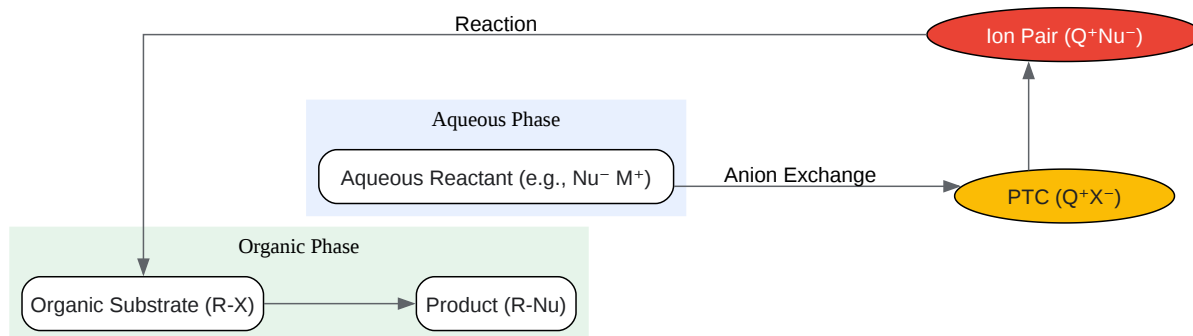 Reaction
Ion Pair (Q⁺Nu⁻)
Aqueous Phase
Aqueous Reactant (e.g., Nu⁻ M⁺)
Anion Exchange
PTC (Q⁺X⁻)
Organic Phase
Organic Substrate (R-X)
Product (R-Nu)